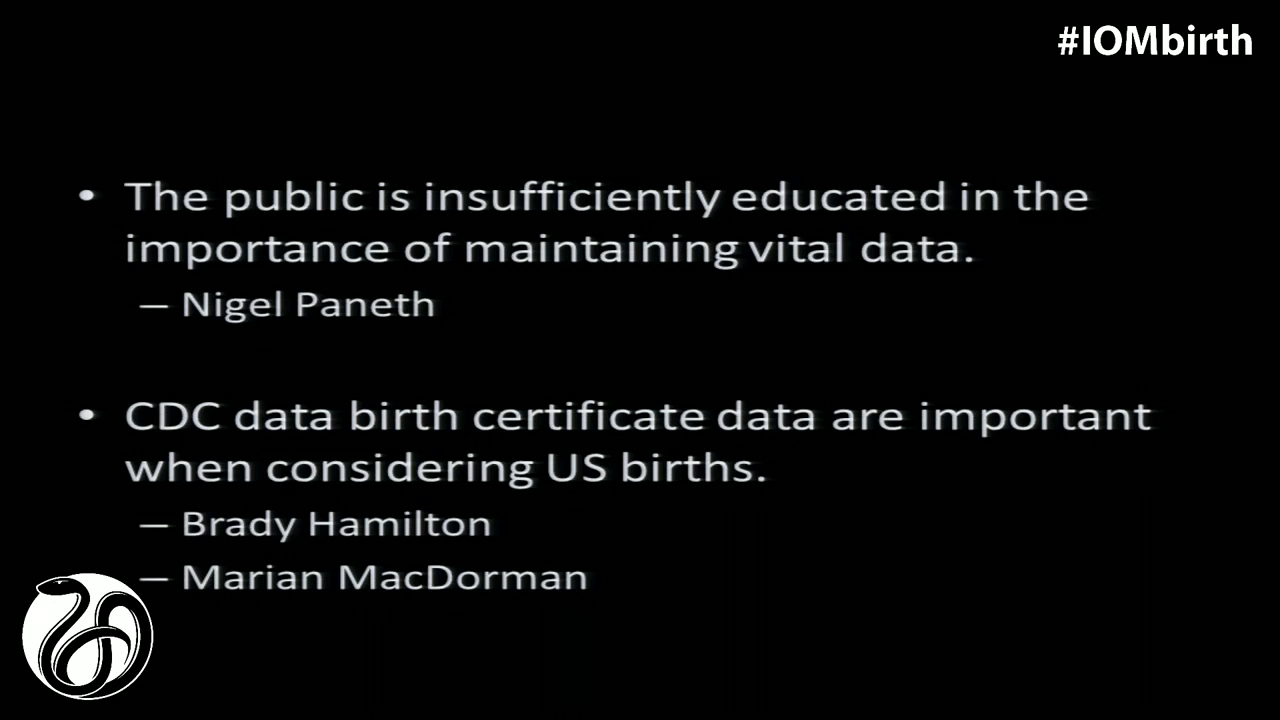 #IOMbirth
• The public is insufficiently educated in the
importance of maintaining vital data.
– Nigel Paneth
• CDC data birth certificate data are important
when considering US births.
– Brady Hamilton
– Marian MacDorman